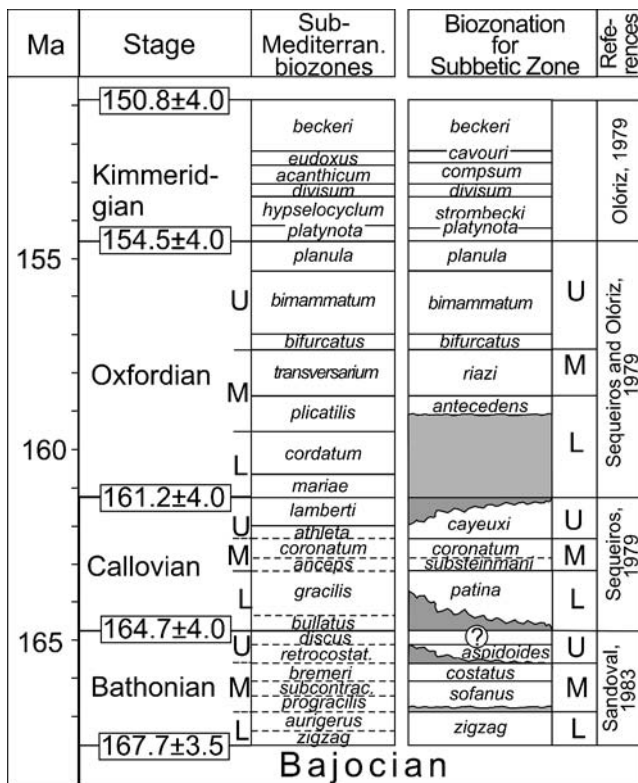 Ma
Stage
Sub-
Mediterran.
biozones
Biozonation
for
Subbetic Zone
Refe-
rences
150.8±4.0
Kimmerid-
gian
154.5±4.0
155
Oxfordian
160
161.2±4.0
Callovian
164.7±4.0
165
Bathonian
167.7±3.5
Bajocian
U
M
L
U
M
L
U
M
L
beckeri
eudoxus
acanthicum
divisum
hypselocyclum
platynota
planula
bimammatum
bifurcatus
transversarium
plicatilis
cordatum
mariae
lamberti
athleta
coronatum
anceps
gracilis
bullatus
discus
retrocostat.
bremeri
subcontrac.
progracilis
aurigerus
zigzag
beckeri
cavouri
compsum
divisum
strombecki
platynota
planula
bimammatum
bifurcatus
riazi
antecedens
cayeuxi
coronatum
substeinmani
patina
?
aspidoides
costatus
sofanus
zigzag
U
M
L
U
M
L
U
M
L
Olóriz, 1979
Sequeiros and Olóriz,
1979
Sequeiros,
1979
Sandoval,
1983